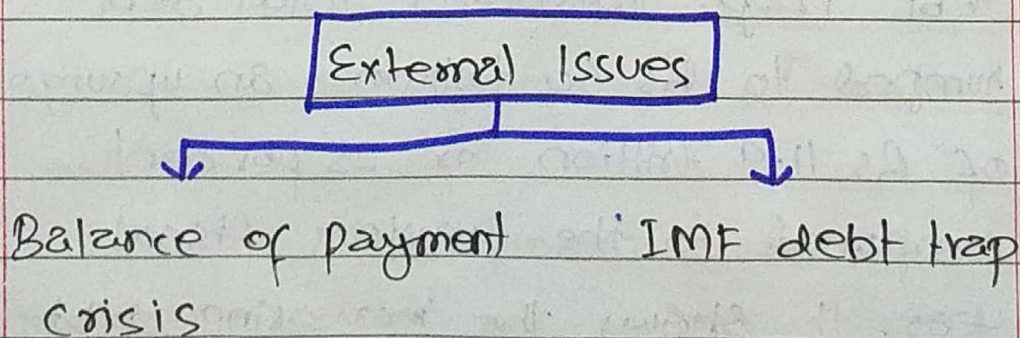 External Issues
Balance of payment IMF debt trap
crisis